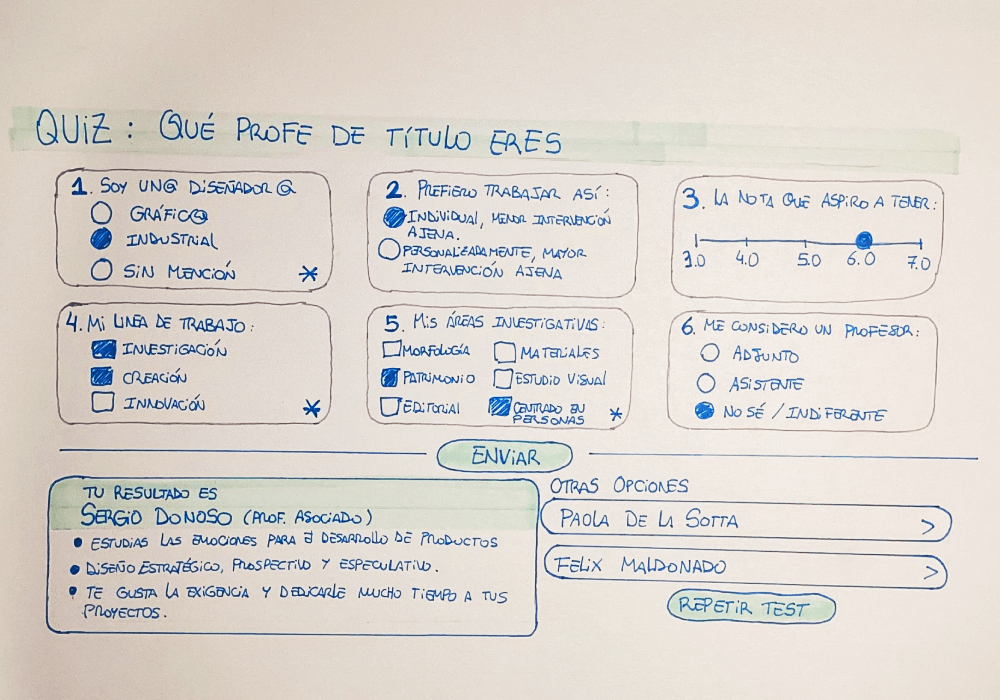 QUIZ: QUÉ PROFE DE TÍTULO ERES
1. SOY UN@ DISEÑADOR@
GRÁFIC@
INDUSTRIAL
SIN MENCIÓN *
2. PREFIERO TRABAJAR ASÍ:
INDIVIDUAL, MENOR INTERVENCIÓN
AJENA.
PERSONALIZADAMENTE, MAYOR
INTERVENCIÓN AJENA
3. LA NOTA QUE ASPIRO A TENER:
3.0 4.0 5.0 6.0 7.0
4. MI LINEA DE TRABAJO:
INVESTIGACIÓN
CREACIÓN
INNOVACIÓN *
5. MIS ÁREAS INVESTIGATIVAS:
MORFOLOGÍA MATERIALES
PATRIMONIO ESTUDIO VISUAL
EDITORIAL CENTRADO EN
PERSONAS *
6. ME CONSIDERO UN PROFESOR:
ADJUNTO
ASISTENTE
NO SÉ / INDIFERENTE
ENVIAR
TU RESULTADO ES
SERGIO DONOSO (PROF. ASOCIADO)
• ESTUDIAS LAS EMOCIONES PARA EL DESARROLLO DE PRODUCTOS
• DISEÑO ESTRATÉGICO, PROSPECTIVO Y ESPECULATIVO.
• TE GUSTA LA EXIGENCIA Y DEDICARLE MUCHO TIEMPO A TUS
PROYECTOS.
OTRAS OPCIONES
PAOLA DE LA SOTTA >
FELIX MALDONADO >
REPETIR TEST